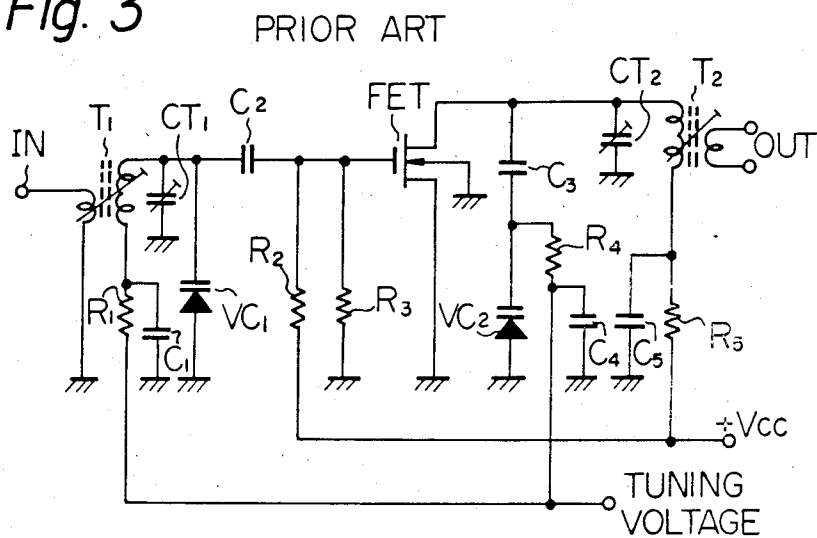 Fig. 3
PRIOR ART
IN
T1
CT1
C2
FET
CT2
T2
OUT
C3
R1
C1
VC1
R2
R3
VC2
R4
C4
C5
R5
+Vcc
TUNING
VOLTAGE